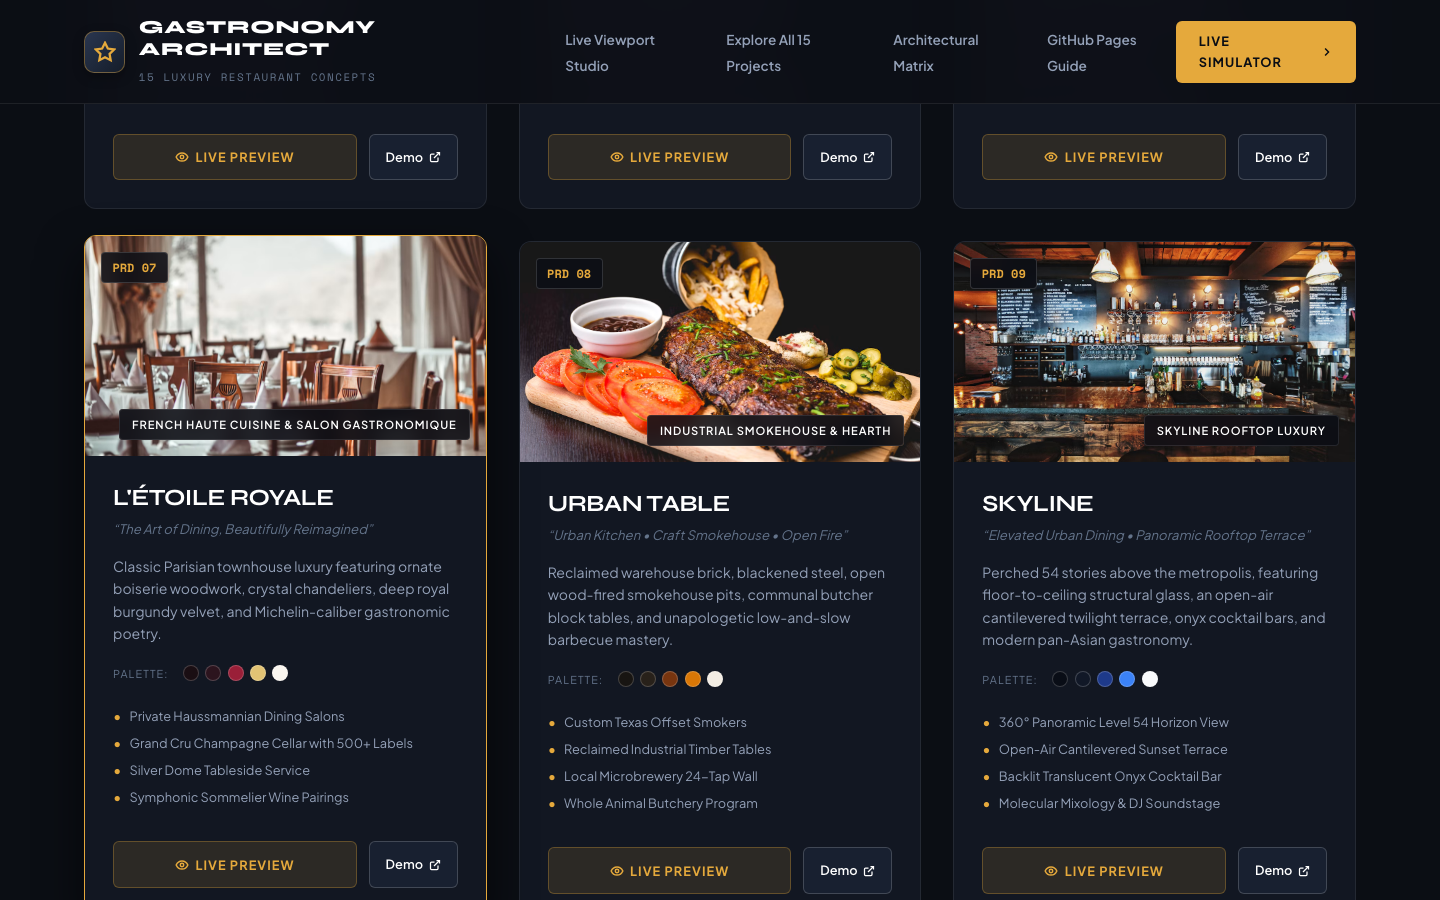 GASTRONOMY
ARCHITECT
15 LUXURY RESTAURANT CONCEPTS
Live Viewport
Studio
Explore All 15
Projects
Architectural
Matrix
GitHub Pages
Guide
LIVE
SIMULATOR
LIVE PREVIEW
Demo
LIVE PREVIEW
Demo
LIVE PREVIEW
Demo
PRD 07
FRENCH HAUTE CUISINE & SALON GASTRONOMIQUE
L'ÉTOILE ROYALE
“The Art of Dining, Beautifully Reimagined”
Classic Parisian townhouse luxury featuring ornate
boiserie woodwork, crystal chandeliers, deep royal
burgundy velvet, and Michelin-caliber gastronomic
poetry.
PALETTE:
Private Haussmannian Dining Salons
Grand Cru Champagne Cellar with 500+ Labels
Silver Dome Tableside Service
Symphonic Sommelier Wine Pairings
LIVE PREVIEW
Demo
PRD 08
INDUSTRIAL SMOKEHOUSE & HEARTH
URBAN TABLE
“Urban Kitchen • Craft Smokehouse • Open Fire”
Reclaimed warehouse brick, blackened steel, open
wood-fired smokehouse pits, communal butcher
block tables, and unapologetic low-and-slow
barbecue mastery.
PALETTE:
Custom Texas Offset Smokers
Reclaimed Industrial Timber Tables
Local Microbrewery 24-Tap Wall
Whole Animal Butchery Program
LIVE PREVIEW
Demo
PRD 09
SKYLINE ROOFTOP LUXURY
SKYLINE
“Elevated Urban Dining • Panoramic Rooftop Terrace”
Perched 54 stories above the metropolis, featuring
floor-to-ceiling structural glass, an open-air
cantilevered twilight terrace, onyx cocktail bars, and
modern pan-Asian gastronomy.
PALETTE:
360° Panoramic Level 54 Horizon View
Open-Air Cantilevered Sunset Terrace
Backlit Translucent Onyx Cocktail Bar
Molecular Mixology & DJ Soundstage
LIVE PREVIEW
Demo